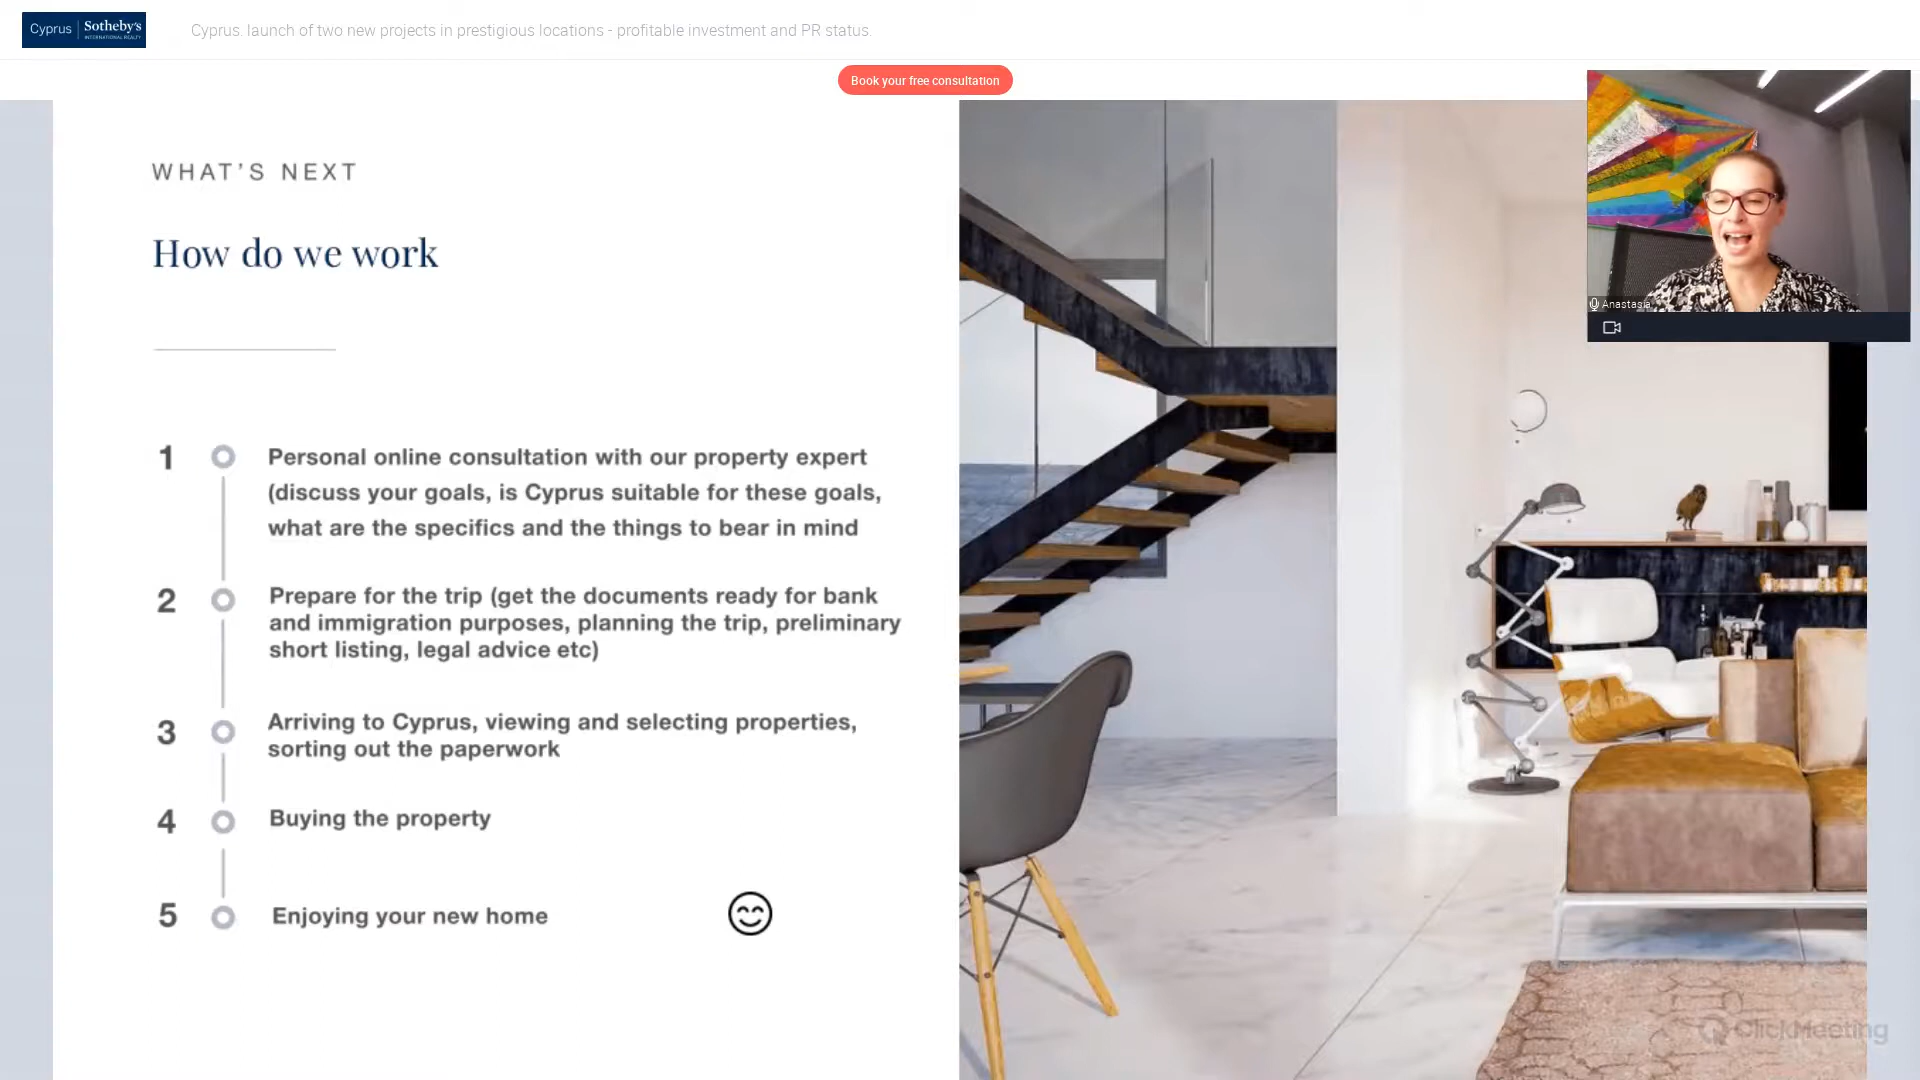 Cyprus | Sotheby's
INTERNATIONAL REALTY
Cyprus. launch of two new projects in prestigious locations - profitable investment and PR status.
Book your free consultation
Anastasia
WHAT'S NEXT
How do we work
1 Personal online consultation with our property expert
(discuss your goals, is Cyprus suitable for these goals,
what are the specifics and the things to bear in mind
2 Prepare for the trip (get the documents ready for bank
and immigration purposes, planning the trip, preliminary
short listing, legal advice etc)
3 Arriving to Cyprus, viewing and selecting properties,
sorting out the paperwork
4 Buying the property
5 Enjoying your new home
ClickMeeting